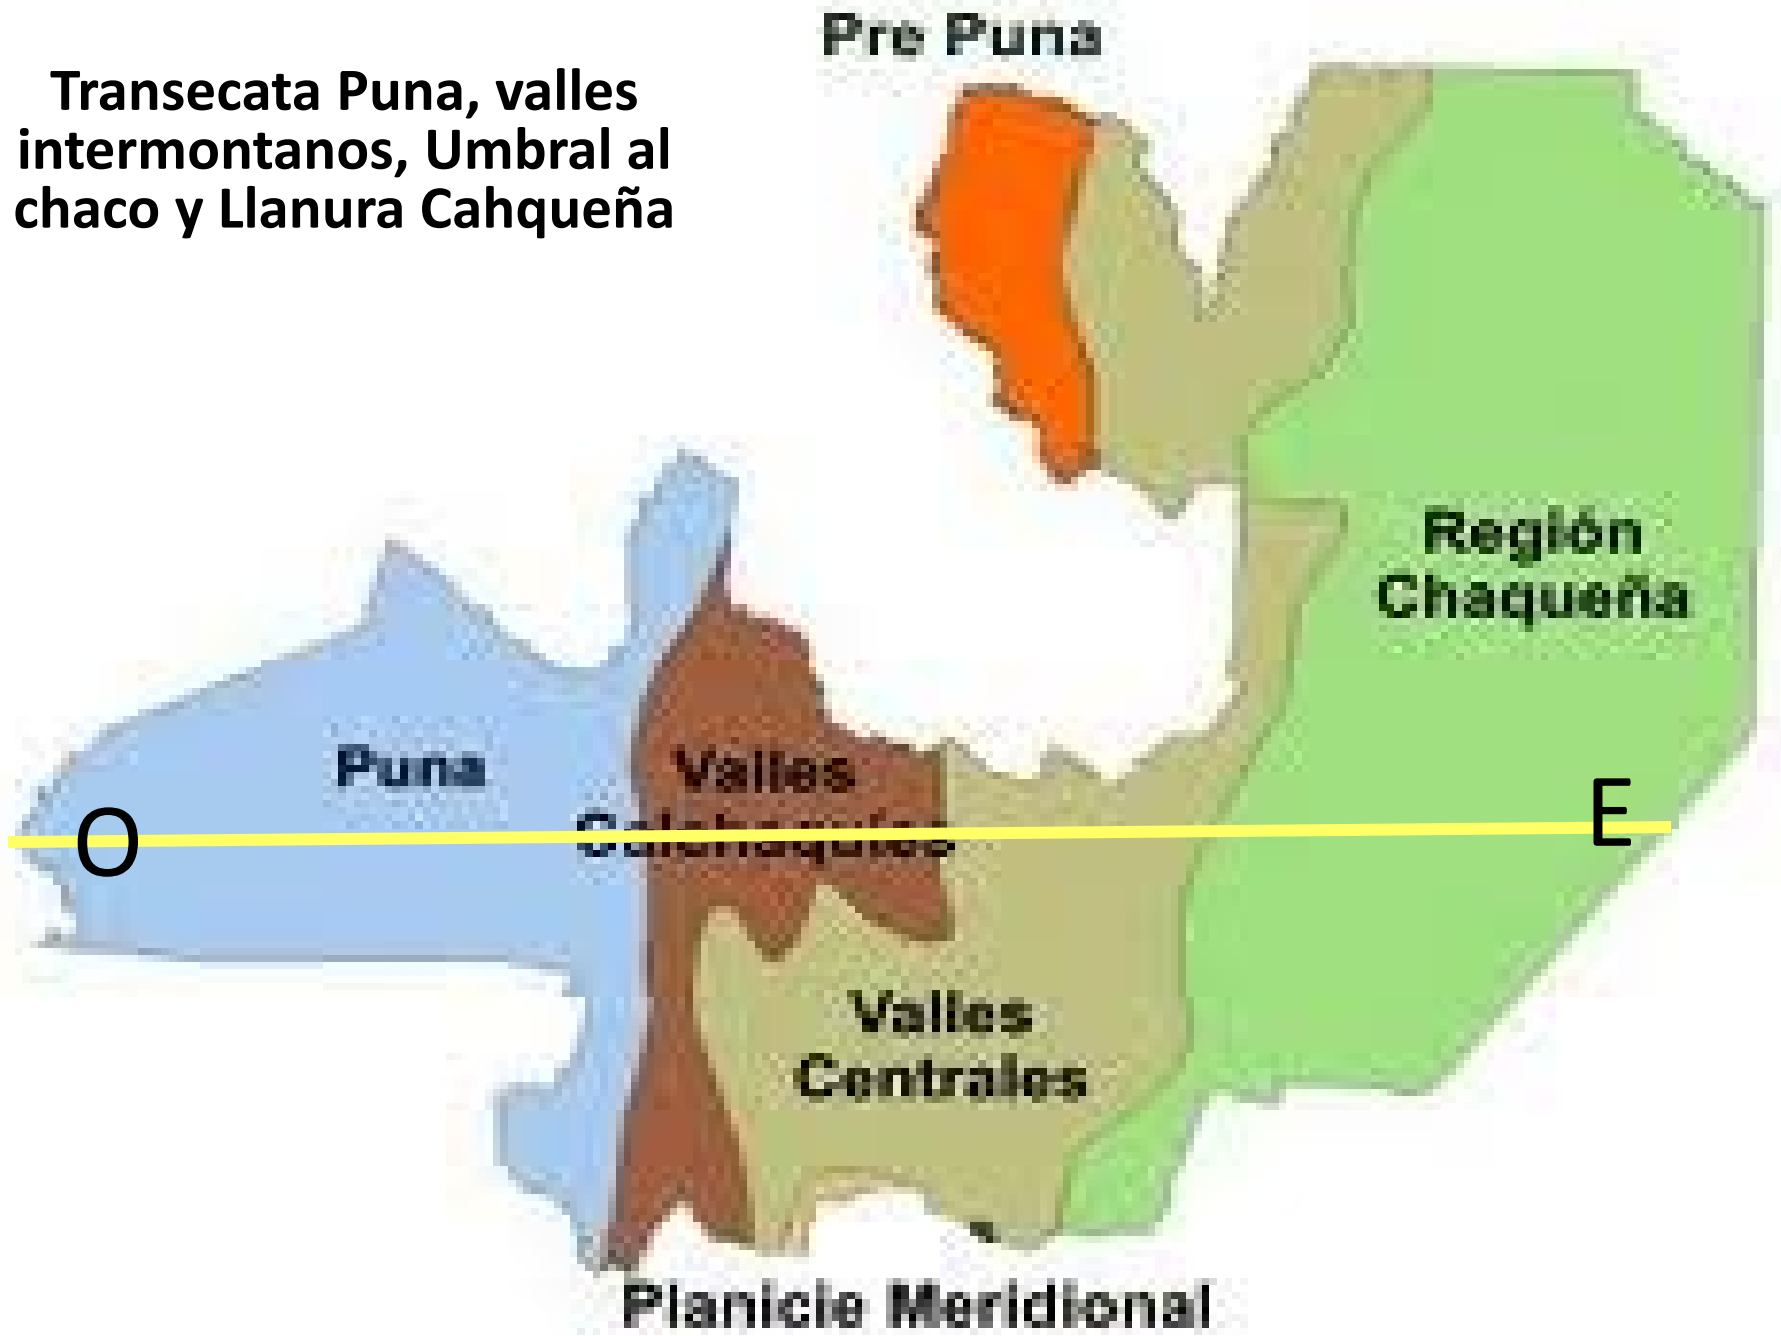 Pre Puna
Transecata Puna, valles
intermontanos, Umbral al
chaco y Llanura Cahqueña
Región
Chaqueña
Puna
Valles
Calchaquíes
O
E
Valles
Centrales
Planicie Meridional